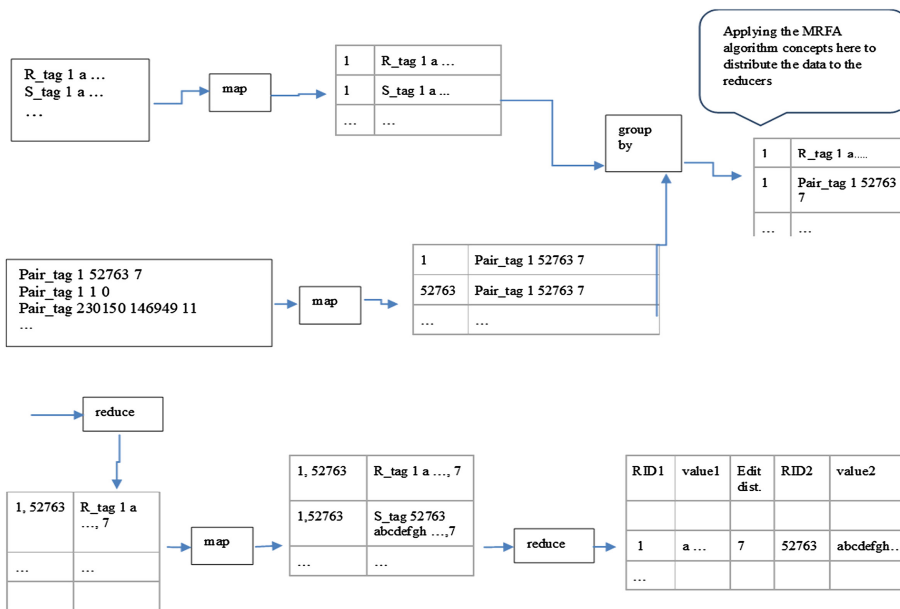 Applying the MRFA
algorithm concepts here to
distribute the data to the
reducers
R_tag 1 a …
S_tag 1 a …
…
map
1 R_tag 1 a …
1 S_tag 1 a ...
… …
group
by
1 R_tag 1 a.....
1 Pair_tag 1 52763
7
… …
Pair_tag 1 52763 7
Pair_tag 1 1 0
Pair_tag 230150 146949 11
…
map
1 Pair_tag 1 52763 7
52763 Pair_tag 1 52763 7
… …
reduce
1, 52763 R_tag 1 a
…, 7
… …
map
1, 52763 R_tag 1 a …, 7
1,52763 S_tag 52763
abcdefgh …,7
… …
reduce
RID1 value1 Edit RID2 value2
dist.
1 a … 7 52763 abcdefgh…
…